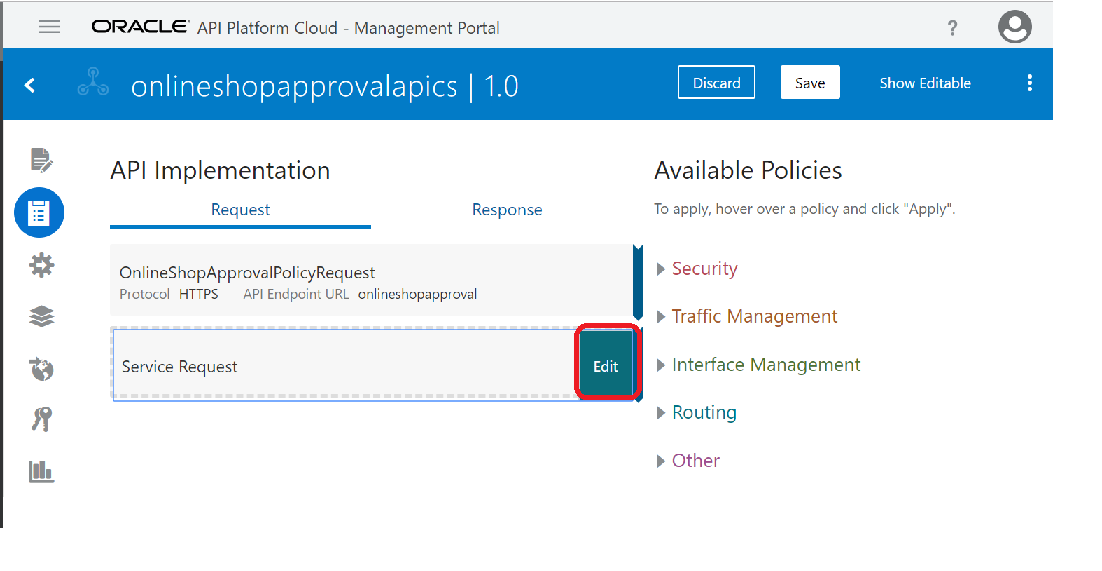 ORACLE® API Platform Cloud - Management Portal ?
onlineshopapprovalapics | 1.0 Discard Save Show Editable
API Implementation
Request Response
OnlineShopApprovalPolicyRequest
Protocol HTTPS API Endpoint URL onlineshopapproval
Service Request Edit
Available Policies
To apply, hover over a policy and click "Apply".
Security
Traffic Management
Interface Management
Routing
Other